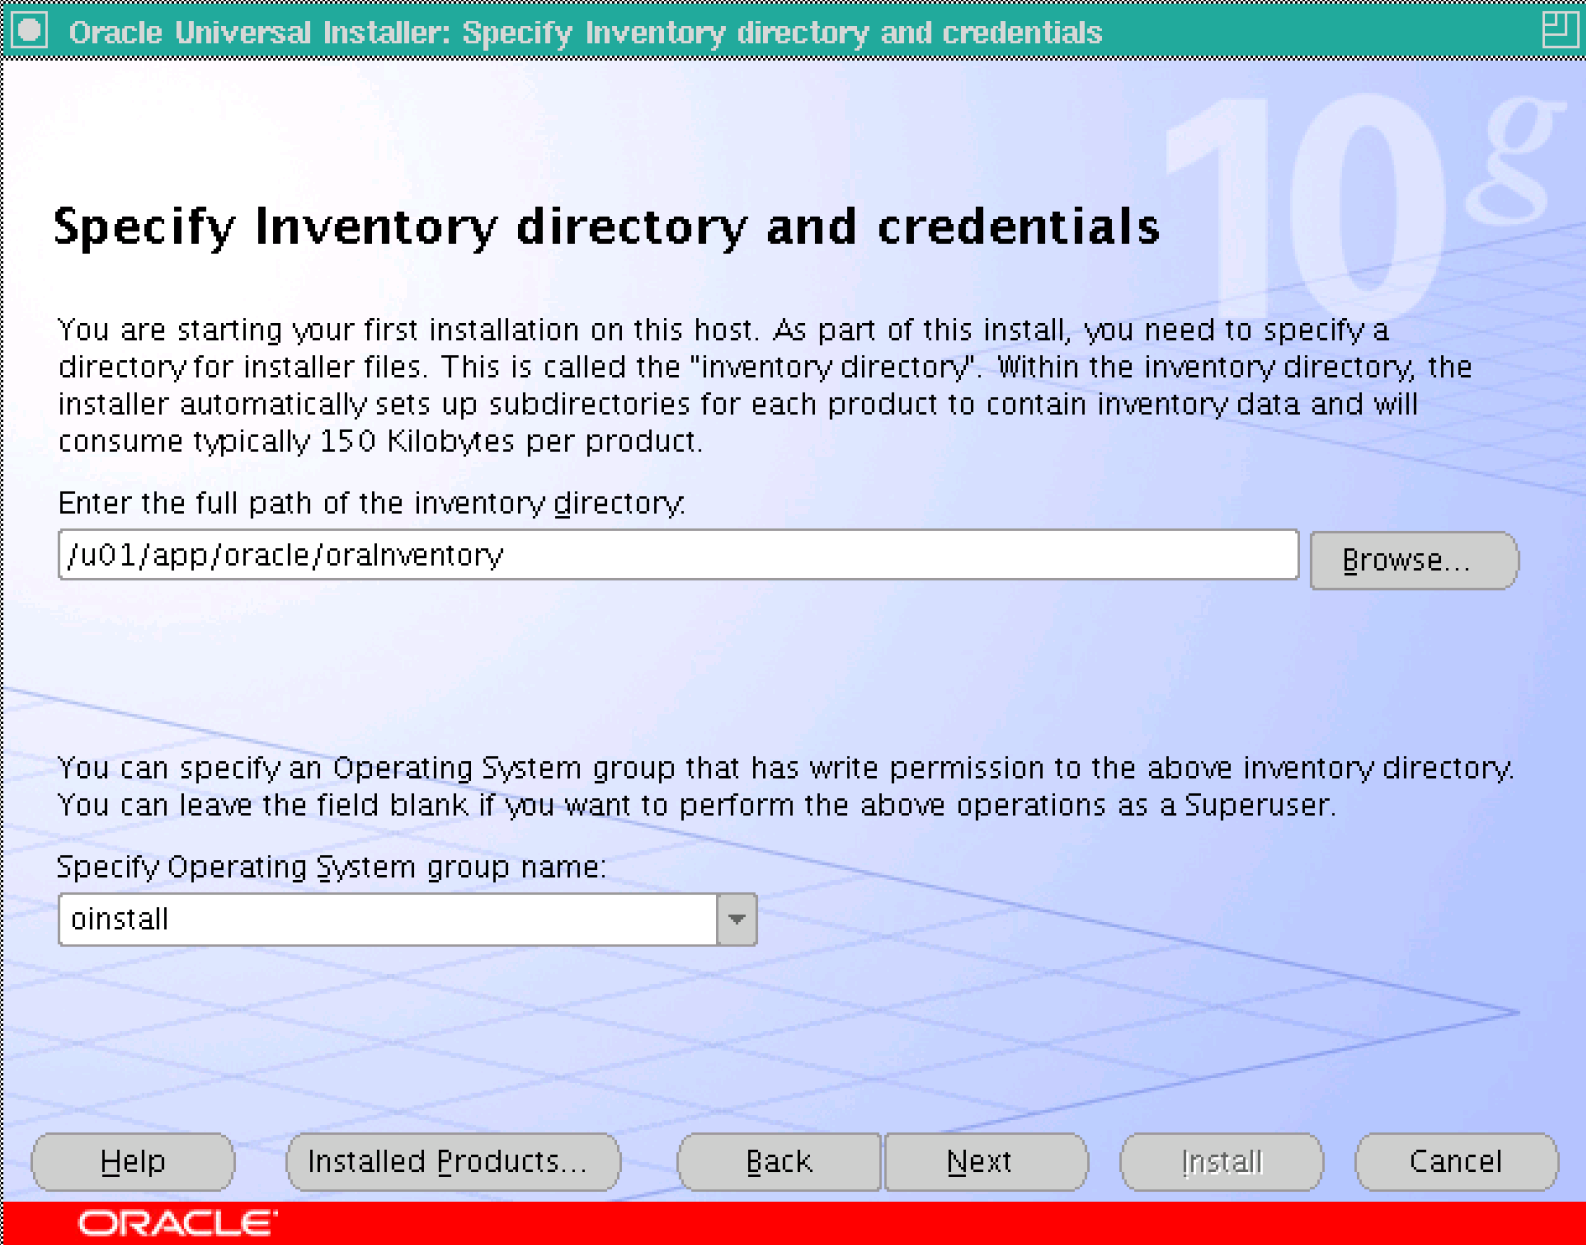 Oracle Universal Installer: Specify Inventory directory and credentials
10g
Specify Inventory directory and credentials
You are starting your first installation on this host. As part of this install, you need to specify a
directory for installer files. This is called the "inventory directory". Within the inventory directory, the
installer automatically sets up subdirectories for each product to contain inventory data and will
consume typically 150 Kilobytes per product.
Enter the full path of the inventory directory:
/u01/app/oracle/oraInventory
Browse...
You can specify an Operating System group that has write permission to the above inventory directory.
You can leave the field blank if you want to perform the above operations as a Superuser.
Specify Operating System group name:
oinstall
Help Installed Products... Back Next Install Cancel
ORACLE